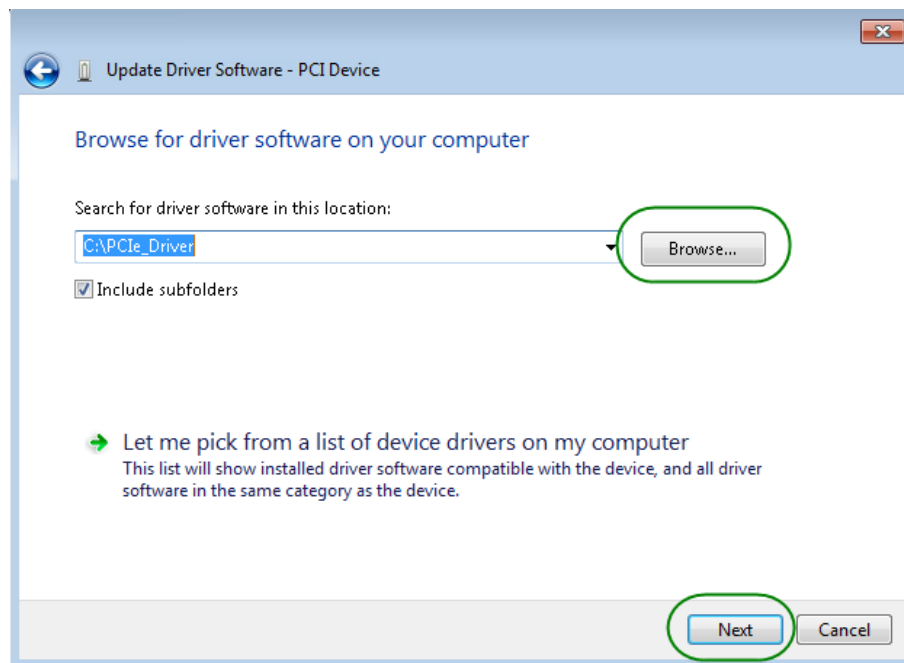 Update Driver Software - PCI Device
Browse for driver software on your computer
Search for driver software in this location:
C:\PCIe_Driver
Browse...
Include subfolders
Let me pick from a list of device drivers on my computer
This list will show installed driver software compatible with the device, and all driver
software in the same category as the device.
Next
Cancel